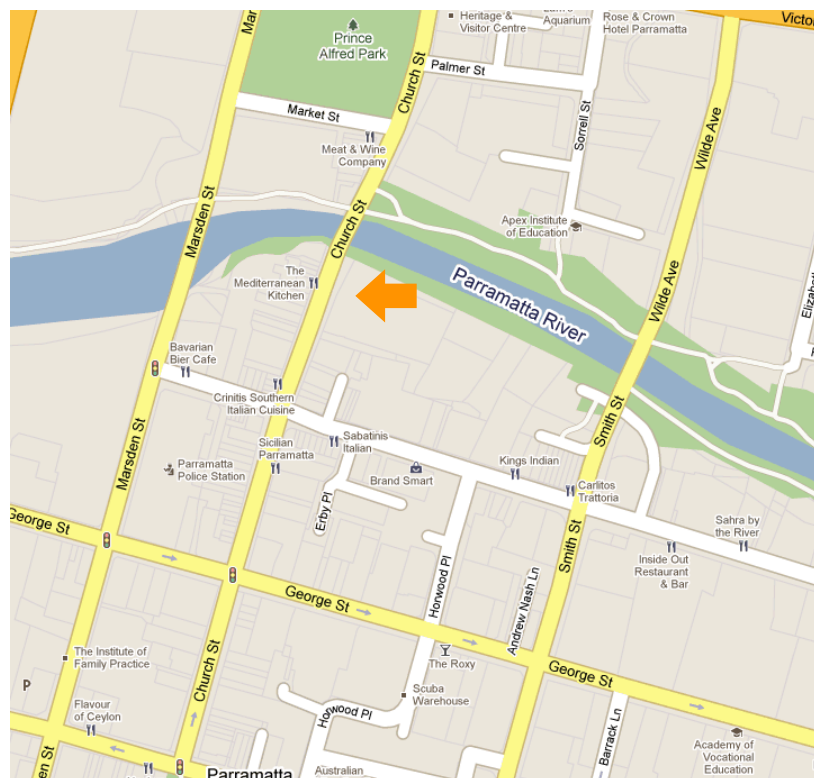 Heritage &
Visitor Centre
Aquarium
Rose & Crown
Hotel Parramatta
Prince
Alfred Park
Palmer St
Church St
Market St
Meat & Wine
Company
Sorrell St
Wilde Ave
Marsden St
Church St
Apex Institute
of Education
The
Mediterranean
Kitchen
Parramatta River
Wilde Ave
Bavarian
Bier Cafe
Crinitis Southern
Italian Cuisine
Smith St
Marsden St
Sicilian
Parramatta
Sabatinis
Italian
Parramatta
Police Station
Brand Smart
Kings Indian
Carlitos
Trattoria
Erby Pl
George St
Sahra by
the River
Smith St
Inside Out
Restaurant
& Bar
Horwood Pl
Andrew Nash Ln
George St
The Institute of
Family Practice
Church St
The Roxy
George St
P
Scuba
Warehouse
Flavour
of Ceylon
Horwood Pl
Barrack Ln
Academy of
Vocational
Education
Parramatta
Australian